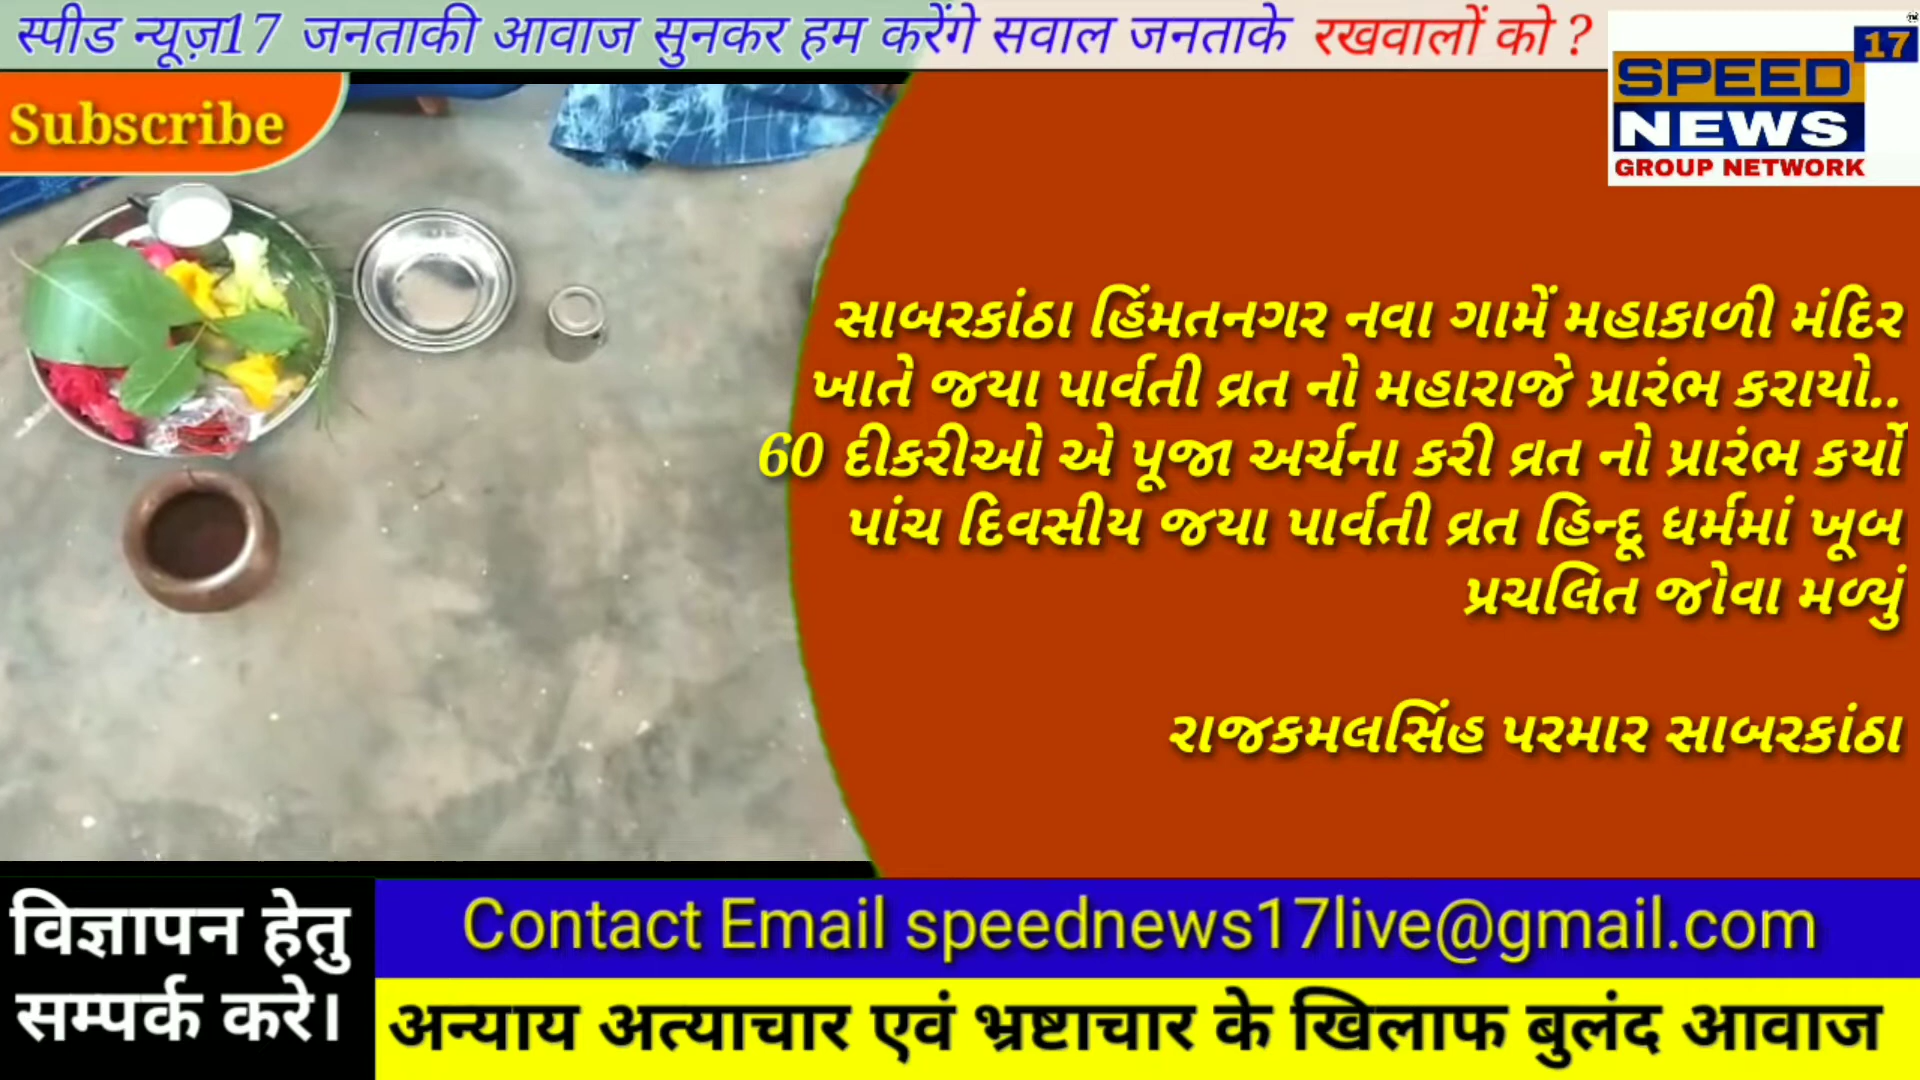 स्पीड न्यूज़17 जनताकी आवाज सुनकर हम करेंगे सवाल जनताके रखवालों को ?
TM
17
SPEED
NEWS
GROUP NETWORK
Subscribe
સાબરકાંઠા હિંમતનગર નવા ગામેં મહાકાળી મંદિર
ખાતે જયા પાર્વતી વ્રત નો મહારાજે પ્રારંભ કરાયો..
60 દીકરીઓ એ પૂજા અર્ચના કરી વ્રત નો પ્રારંભ કર્યો
પાંચ દિવસીય જયા પાર્વતી વ્રત હિન્દૂ ધર્મમાં ખૂબ
પ્રચલિત જોવા મળ્યું
રાજકમલસિંહ પરમાર સાબરકાંઠા
विज्ञापन हेतु
सम्पर्क करे।
Contact Email speednews17live@gmail.com
अन्याय अत्याचार एवं भ्रष्टाचार के खिलाफ बुलंद आवाज